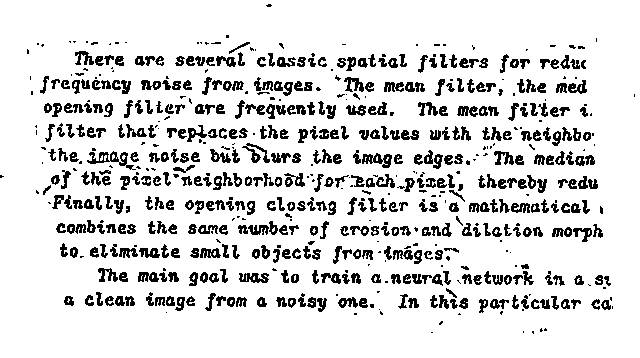 There are several classic spatial filters for reduc
frequency noise from images. The mean filter, the med
opening filter are frequently used. The mean filter i
filter that replaces the pixel values with the neighbo
the image noise but blurs the image edges. The median
of the pixel neighborhood for each pixel, thereby redu
Finally, the opening closing filter is a mathematical
combines the same number of erosion and dilation morph
to eliminate small objects from images.
The main goal was to train a neural network in a su
a clean image from a noisy one. In this particular ca